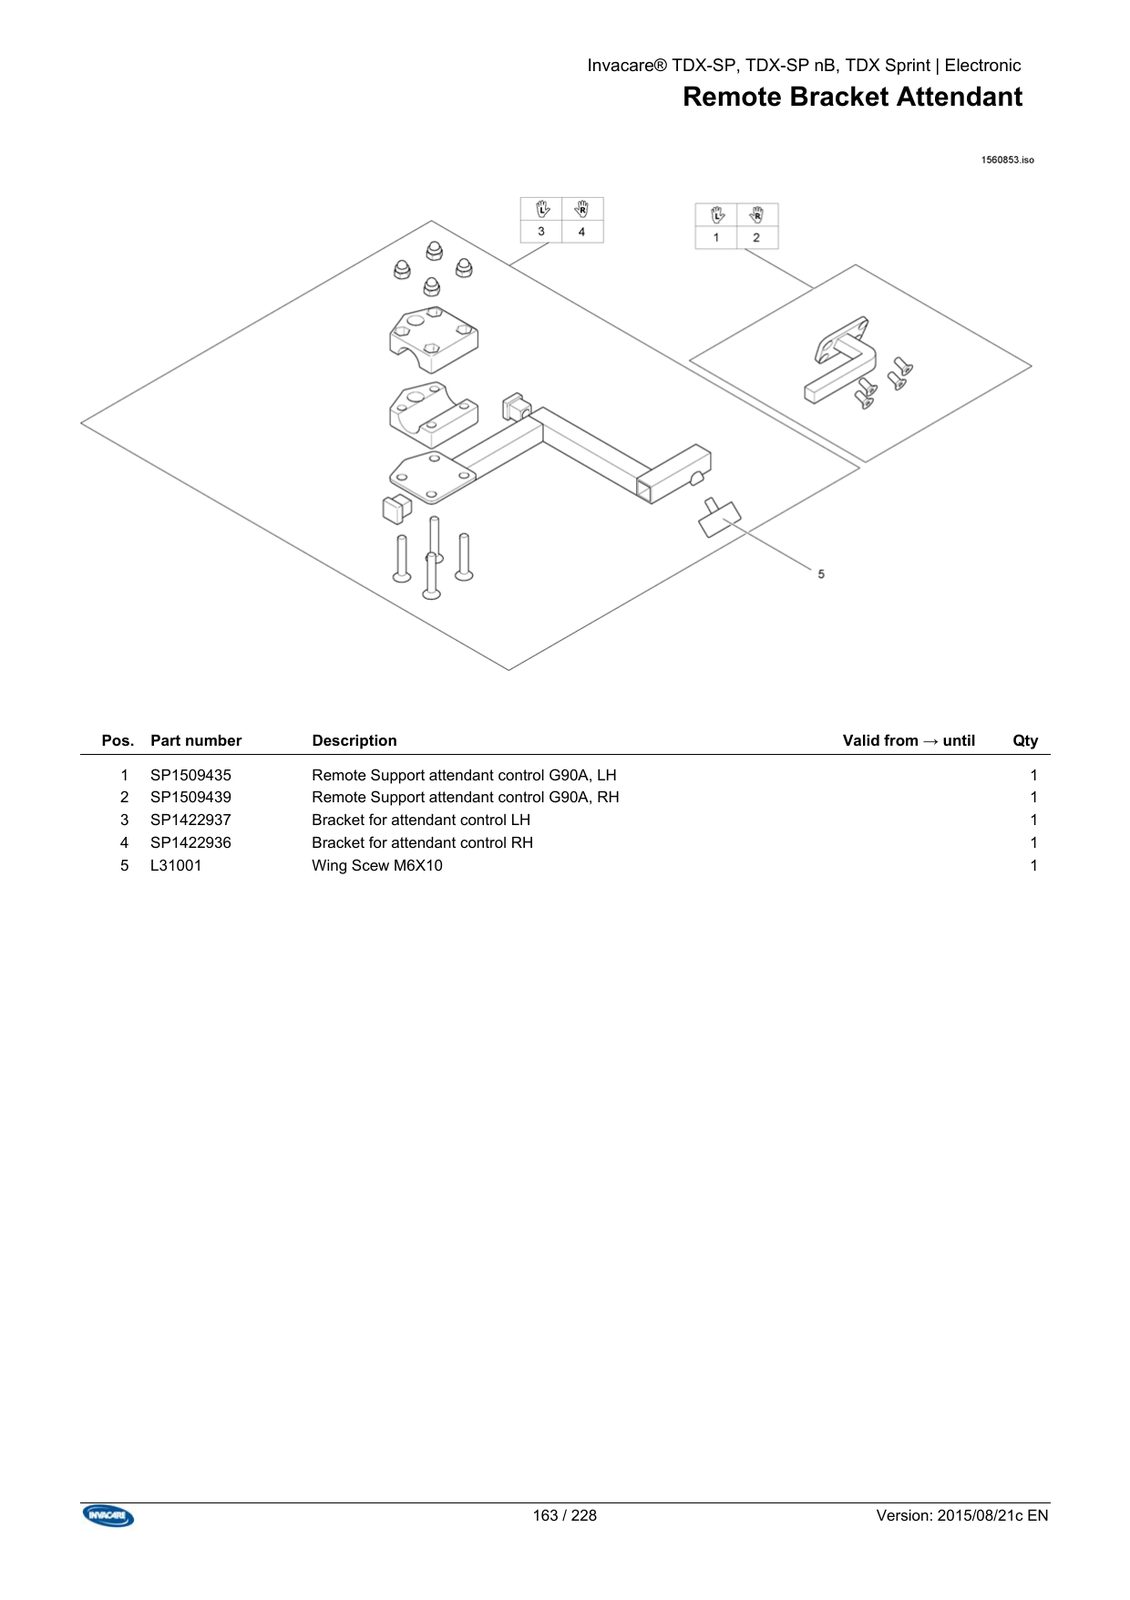 Invacare® TDX-SP, TDX-SP nB, TDX Sprint | Electronic
Remote Bracket Attendant
1560853.iso
L R
3 4
L R
1 2
5
Pos. Part number Description Valid from → until Qty
1 SP1509435 Remote Support attendant control G90A, LH 1
2 SP1509439 Remote Support attendant control G90A, RH 1
3 SP1422937 Bracket for attendant control LH 1
4 SP1422936 Bracket for attendant control RH 1
5 L31001 Wing Scew M6X10 1
INVACARE 163 / 228 Version: 2015/08/21c EN